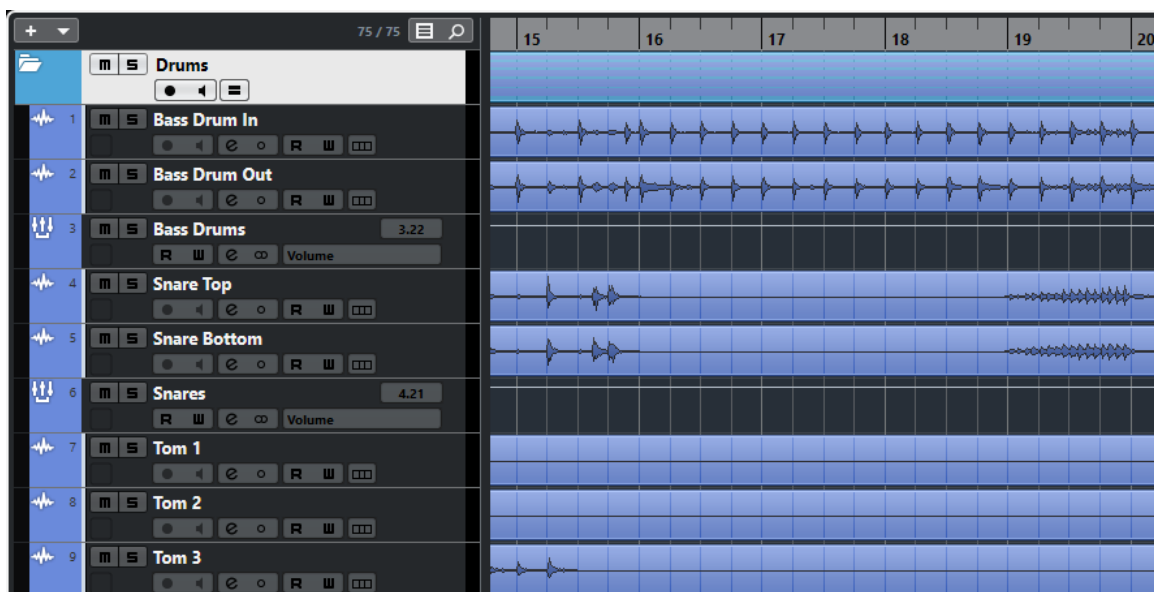 + 75 / 75
15 16 17 18 19 20
m S Drums
1 m S Bass Drum In
e R W
2 m S Bass Drum Out
e R W
3 m S Bass Drums 3.22
R W e Volume
4 m S Snare Top
e R W
5 m S Snare Bottom
e R W
6 m S Snares 4.21
R W e Volume
7 m S Tom 1
e R W
8 m S Tom 2
e R W
9 m S Tom 3
e R W